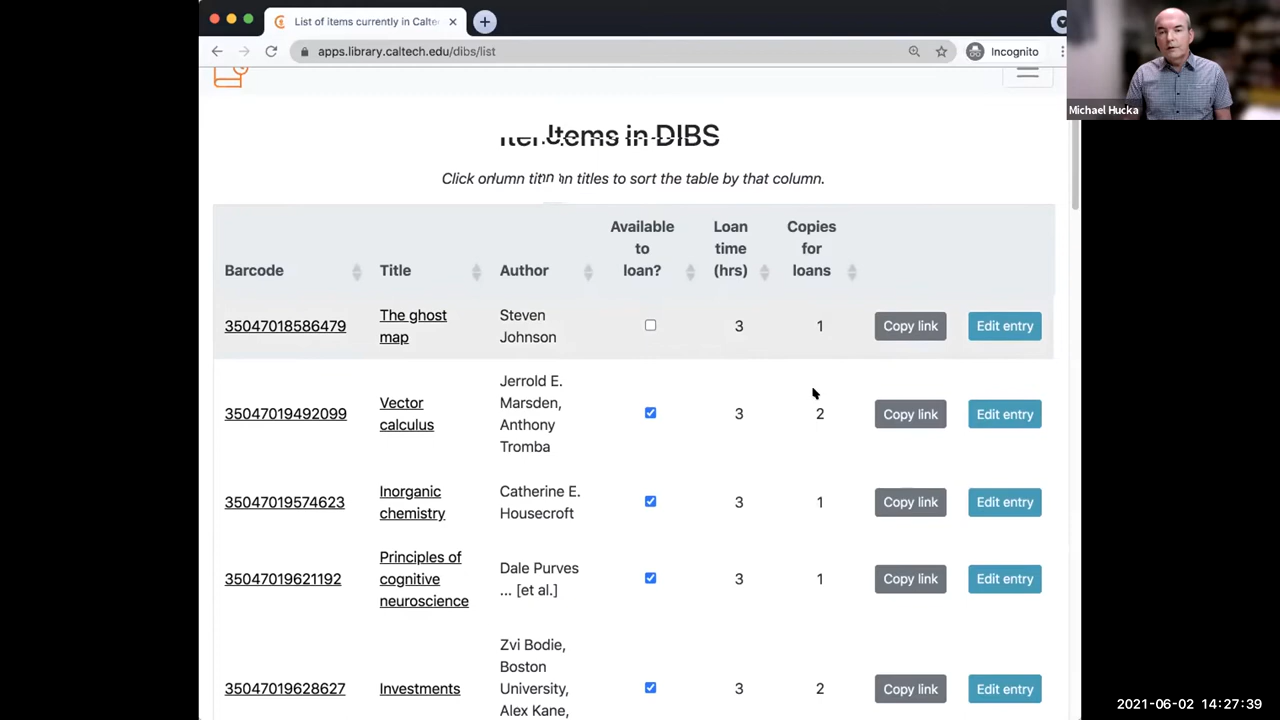 List of items currently in Calte
apps.library.caltech.edu/dibs/list
Incognito
Michael Hucka
Items in DIBS
titles to sort the table by that column.
Available
to
loan?
Loan
time
(hrs)
Copies
for
loans
Barcode
Title
Author
35047018586479
The ghost
map
Steven
Johnson
3
1
Copy link
Edit entry
35047019492099
Vector
calculus
Jerrold E.
Marsden,
Anthony
Tromba
3
2
Copy link
Edit entry
35047019574623
Inorganic
chemistry
Catherine E.
Housecroft
3
1
Copy link
Edit entry
35047019621192
Principles of
cognitive
neuroscience
Dale Purves
... [et al.]
3
1
Copy link
Edit entry
35047019628627
Investments
Zvi Bodie,
Boston
University,
Alex Kane,
3
2
Copy link
Edit entry
2021-06-02 14:27:39